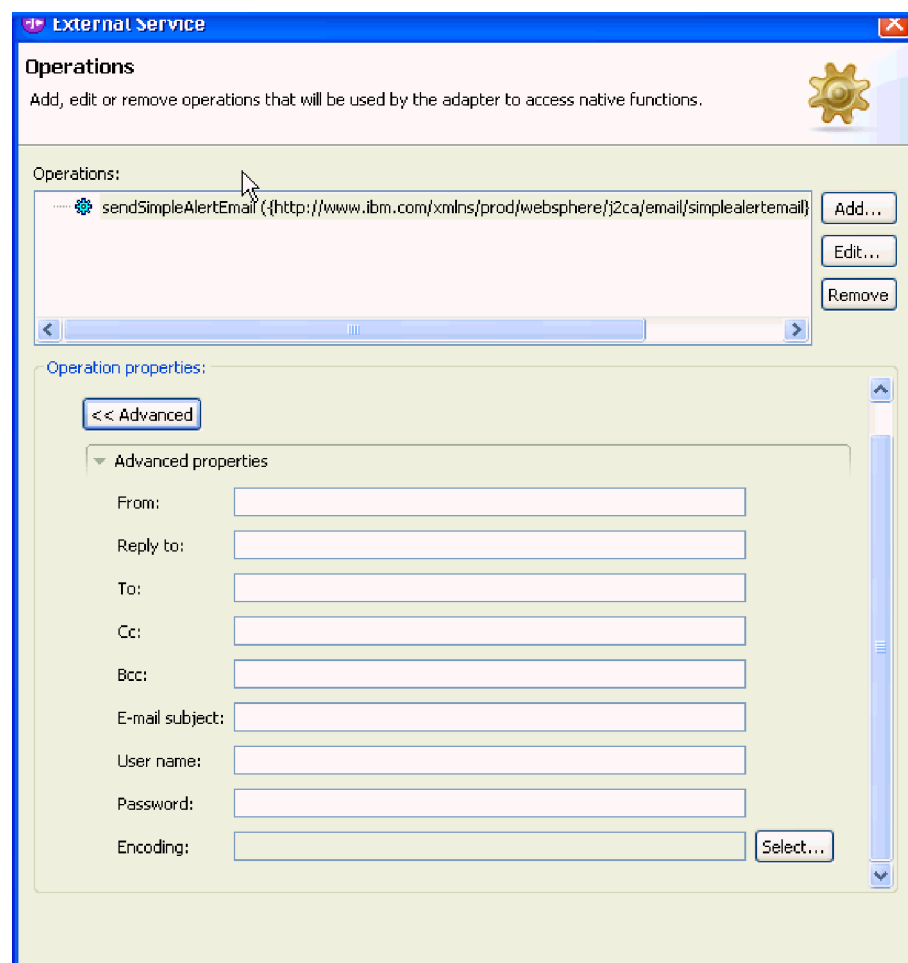 External Service
Operations
Add, edit or remove operations that will be used by the adapter to access native functions.
Operations:
sendSimpleAlertEmail ({http://www.ibm.com/xmlns/prod/websphere/j2ca/email/simplealertemail}
Add...
Edit...
Remove
Operation properties:
<< Advanced
Advanced properties
From:
Reply to:
To:
Cc:
Bcc:
E-mail subject:
User name:
Password:
Encoding:
Select...